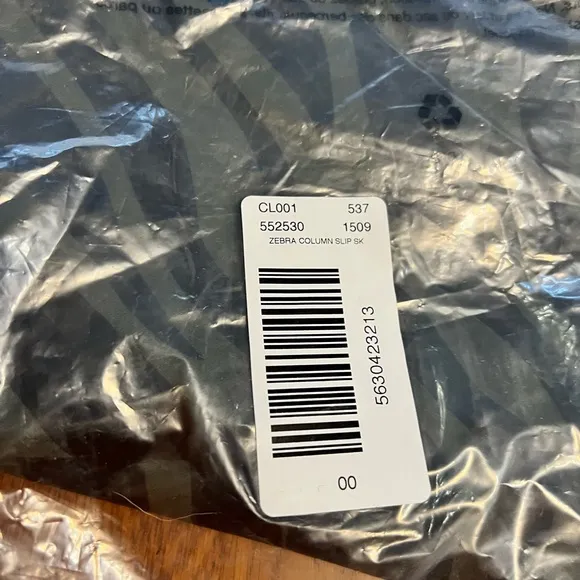 CL001 537
552530 1509
ZEBRA COLUMN SLIP SK
5630423213
00